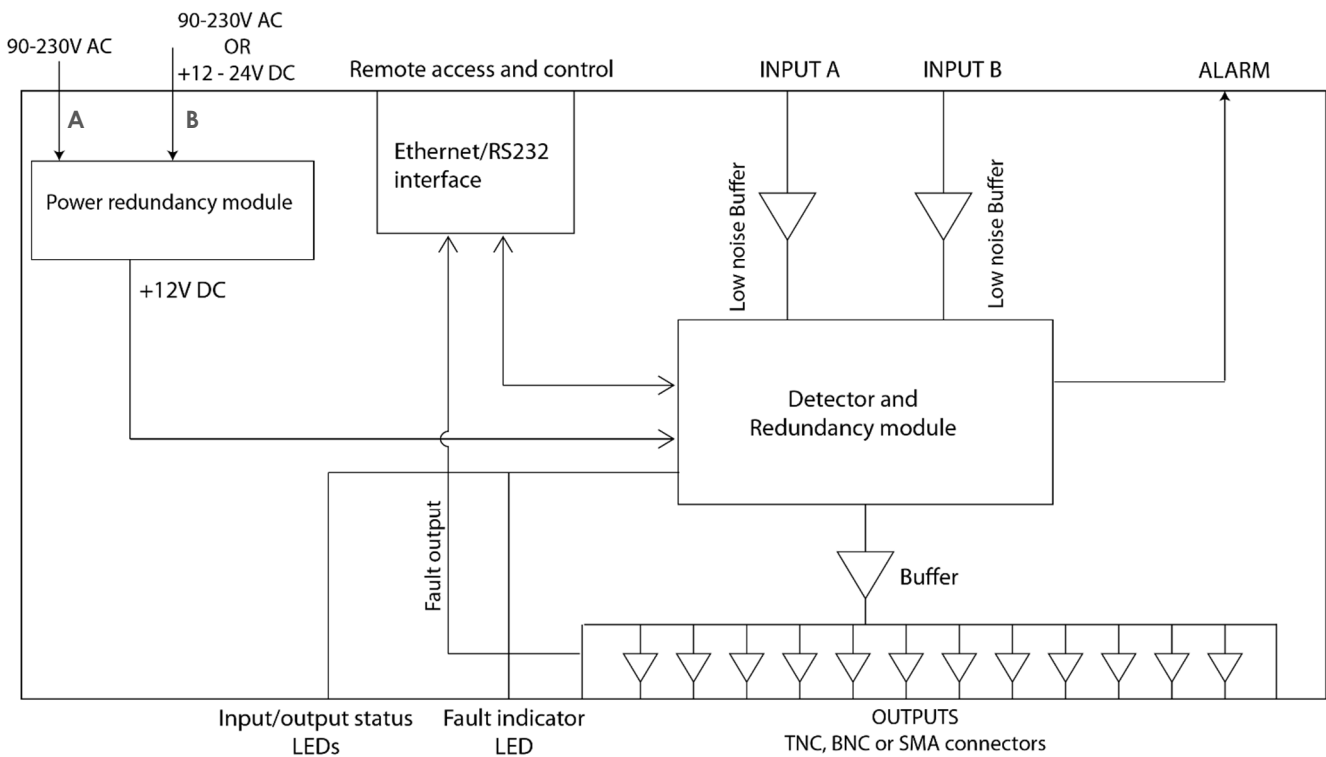 90-230V AC
90-230V AC
OR
+12 - 24V DC
Remote access and control
INPUT A
INPUT B
ALARM
A
B
Ethernet/RS232
interface
Power redundancy module
Low noise Buffer
Low noise Buffer
+12V DC
Detector and
Redundancy module
Fault output
Buffer
Input/output status
LEDs
Fault indicator
LED
OUTPUTS
TNC, BNC or SMA connectors